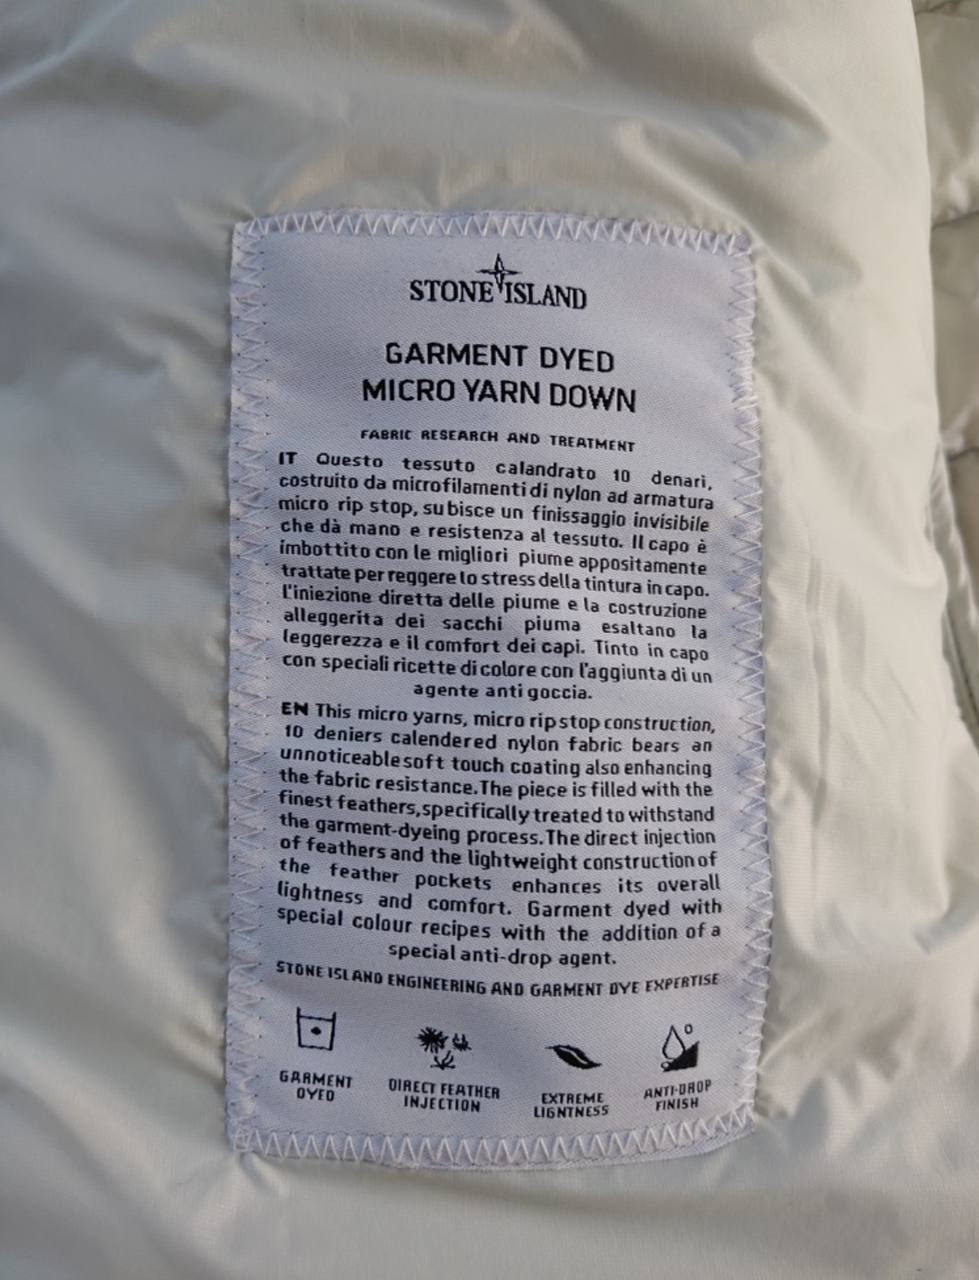 STONE ISLAND
GARMENT DYED
MICRO YARN DOWN
FABRIC RESEARCH AND TREATMENT
IT Questo tessuto calandrato 10 denari,
costruito da microfilamenti di nylon ad armatura
micro rip stop, subisce un finissaggio invisibile
che dà mano e resistenza al tessuto. Il capo è
imbottito con le migliori piume appositamente
trattate per reggere lo stress della tintura in capo.
L'iniezione diretta delle piume e la costruzione
alleggerita dei sacchi piuma esaltano la
leggerezza e il comfort dei capi. Tinto in capo
con speciali ricette di colore con l'aggiunta di un
agente anti goccia.
EN This micro yarns, micro rip stop construction,
10 deniers calendered nylon fabric bears an
unnoticeable soft touch coating also enhancing
the fabric resistance. The piece is filled with the
finest feathers, specifically treated to withstand
the garment-dyeing process. The direct injection
of feathers and the lightweight construction of
the feather pockets enhances its overall
lightness and comfort. Garment dyed with
special colour recipes with the addition of a
special anti-drop agent.
STONE ISLAND ENGINEERING AND GARMENT DYE EXPERTISE
GARMENT
DYED
DIRECT FEATHER
INJECTION
EXTREME
LIGNTNESS
ANTI-DROP
FINISH